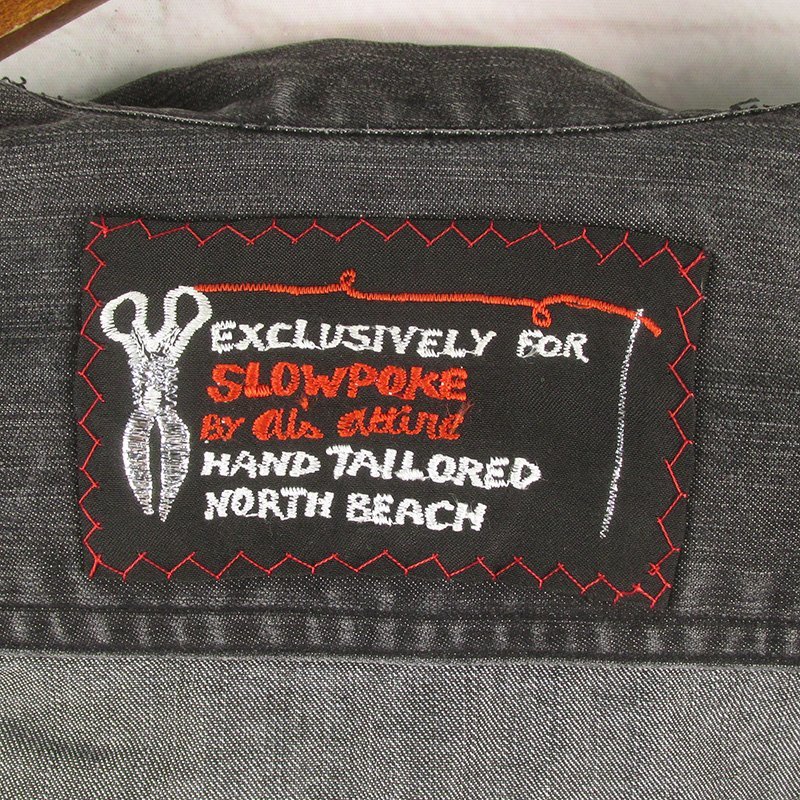 EXCLUSIVELY FOR
SLOWPOKE
BY als attire
HAND TAILORED
NORTH BEACH